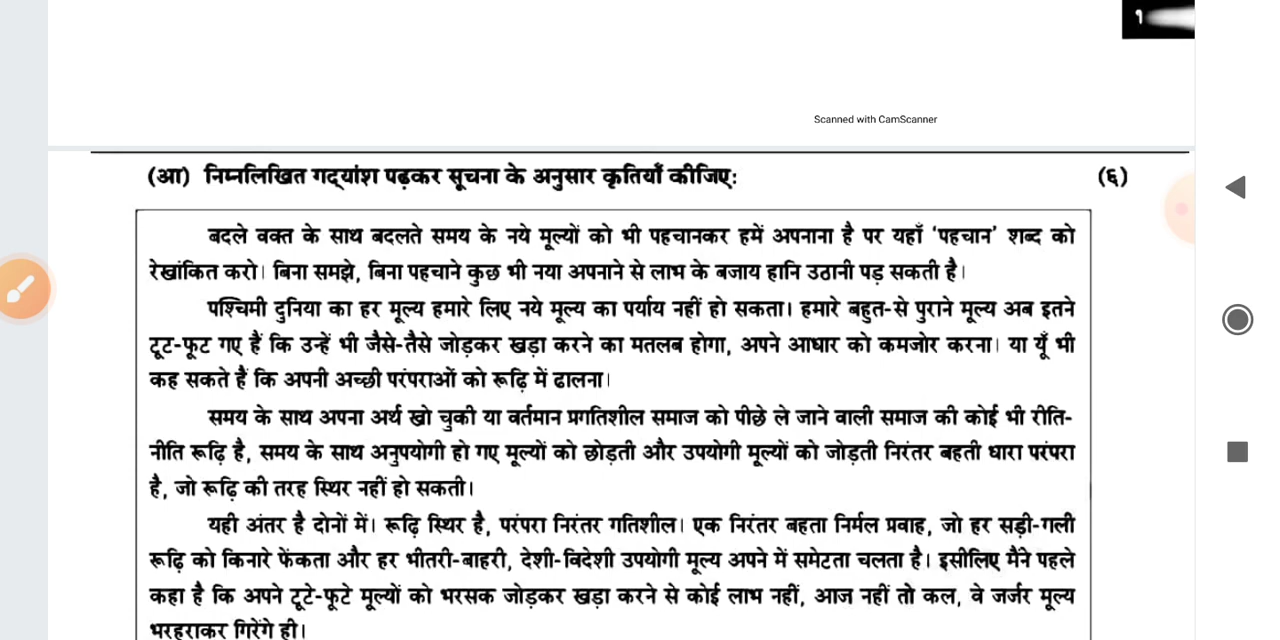 १
Scanned with CamScanner
(आ) निम्नलिखित गद्यांश पढ़कर सूचना के अनुसार कृतियाँ कीजिए: (६)
बदले वक्त के साथ बदलते समय के नये मूल्यों को भी पहचानकर हमें अपनाना है पर यहाँ 'पहचान' शब्द को
रेखांकित करो। बिना समझे, बिना पहचाने कुछ भी नया अपनाने से लाभ के बजाय हानि उठानी पड़ सकती है।
पश्चिमी दुनिया का हर मूल्य हमारे लिए नये मूल्य का पर्याय नहीं हो सकता। हमारे बहुत-से पुराने मूल्य अब इतने
टूट-फूट गए हैं कि उन्हें भी जैसे-तैसे जोड़कर खड़ा करने का मतलब होगा, अपने आधार को कमजोर करना। या यूँ भी
कह सकते हैं कि अपनी अच्छी परंपराओं को रूढ़ि में ढालना।
समय के साथ अपना अर्थ खो चुकी या वर्तमान प्रगतिशील समाज को पीछे ले जाने वाली समाज की कोई भी रीति-
नीति रूढ़ि है, समय के साथ अनुपयोगी हो गए मूल्यों को छोड़ती और उपयोगी मूल्यों को जोड़ती निरंतर बहती धारा परंपरा
है, जो रूढ़ि की तरह स्थिर नहीं हो सकती।
यही अंतर है दोनों में। रूढ़ि स्थिर है, परंपरा निरंतर गतिशील। एक निरंतर बहता निर्मल प्रवाह, जो हर सड़ी-गली
रूढ़ि को किनारे फेंकता और हर भीतरी-बाहरी, देशी-विदेशी उपयोगी मूल्य अपने में समेटता चलता है। इसीलिए मैंने पहले
कहा है कि अपने टूटे-फूटे मूल्यों को भरसक जोड़कर खड़ा करने से कोई लाभ नहीं, आज नहीं तो कल, वे जर्जर मूल्य
भरहराकर गिरेंगे ही।